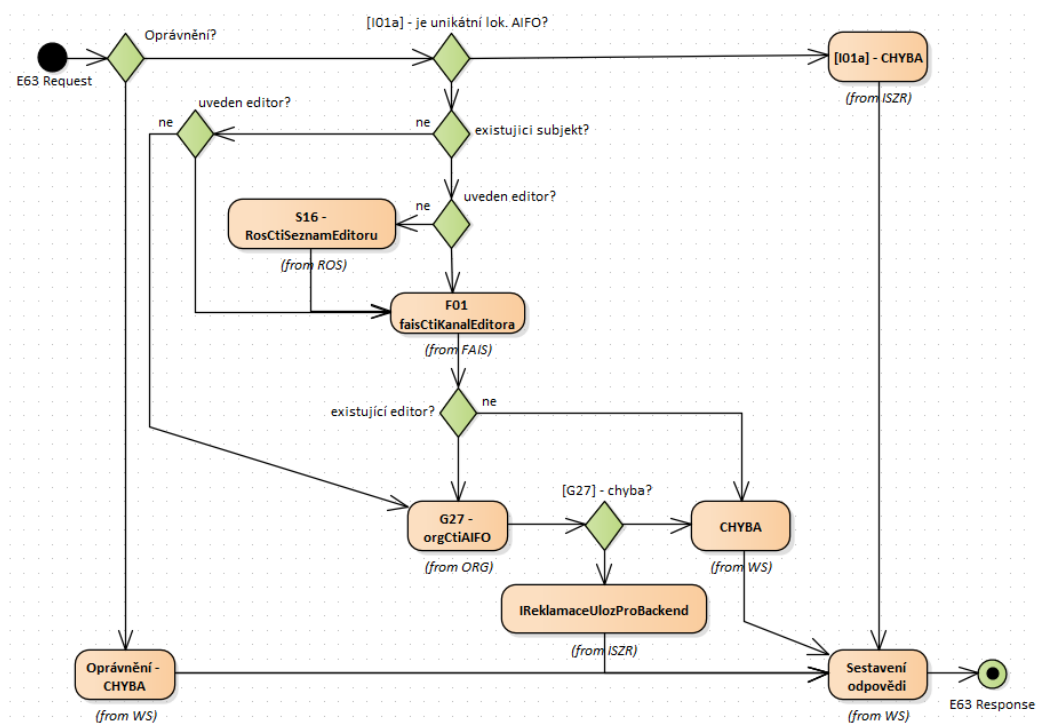 Oprávnění?
[I01a] - je unikátní lok. AIFO?
E63 Request
[I01a] - CHYBA
(from ISZR)
uveden editor?
ne
ne
existujici subjekt?
uveden editor?
ne
S16 -
RosCtiSeznamEditoru
(from ROS)
F01
faisCtiKanalEditora
(from FAIS)
existující editor?
ne
[G27] - chyba?
G27 -
orgCtiAIFO
(from ORG)
CHYBA
(from WS)
IReklamaceUlozProBackend
(from ISZR)
Oprávnění -
CHYBA
(from WS)
Sestavení
odpovědi
(from WS)
E63 Response